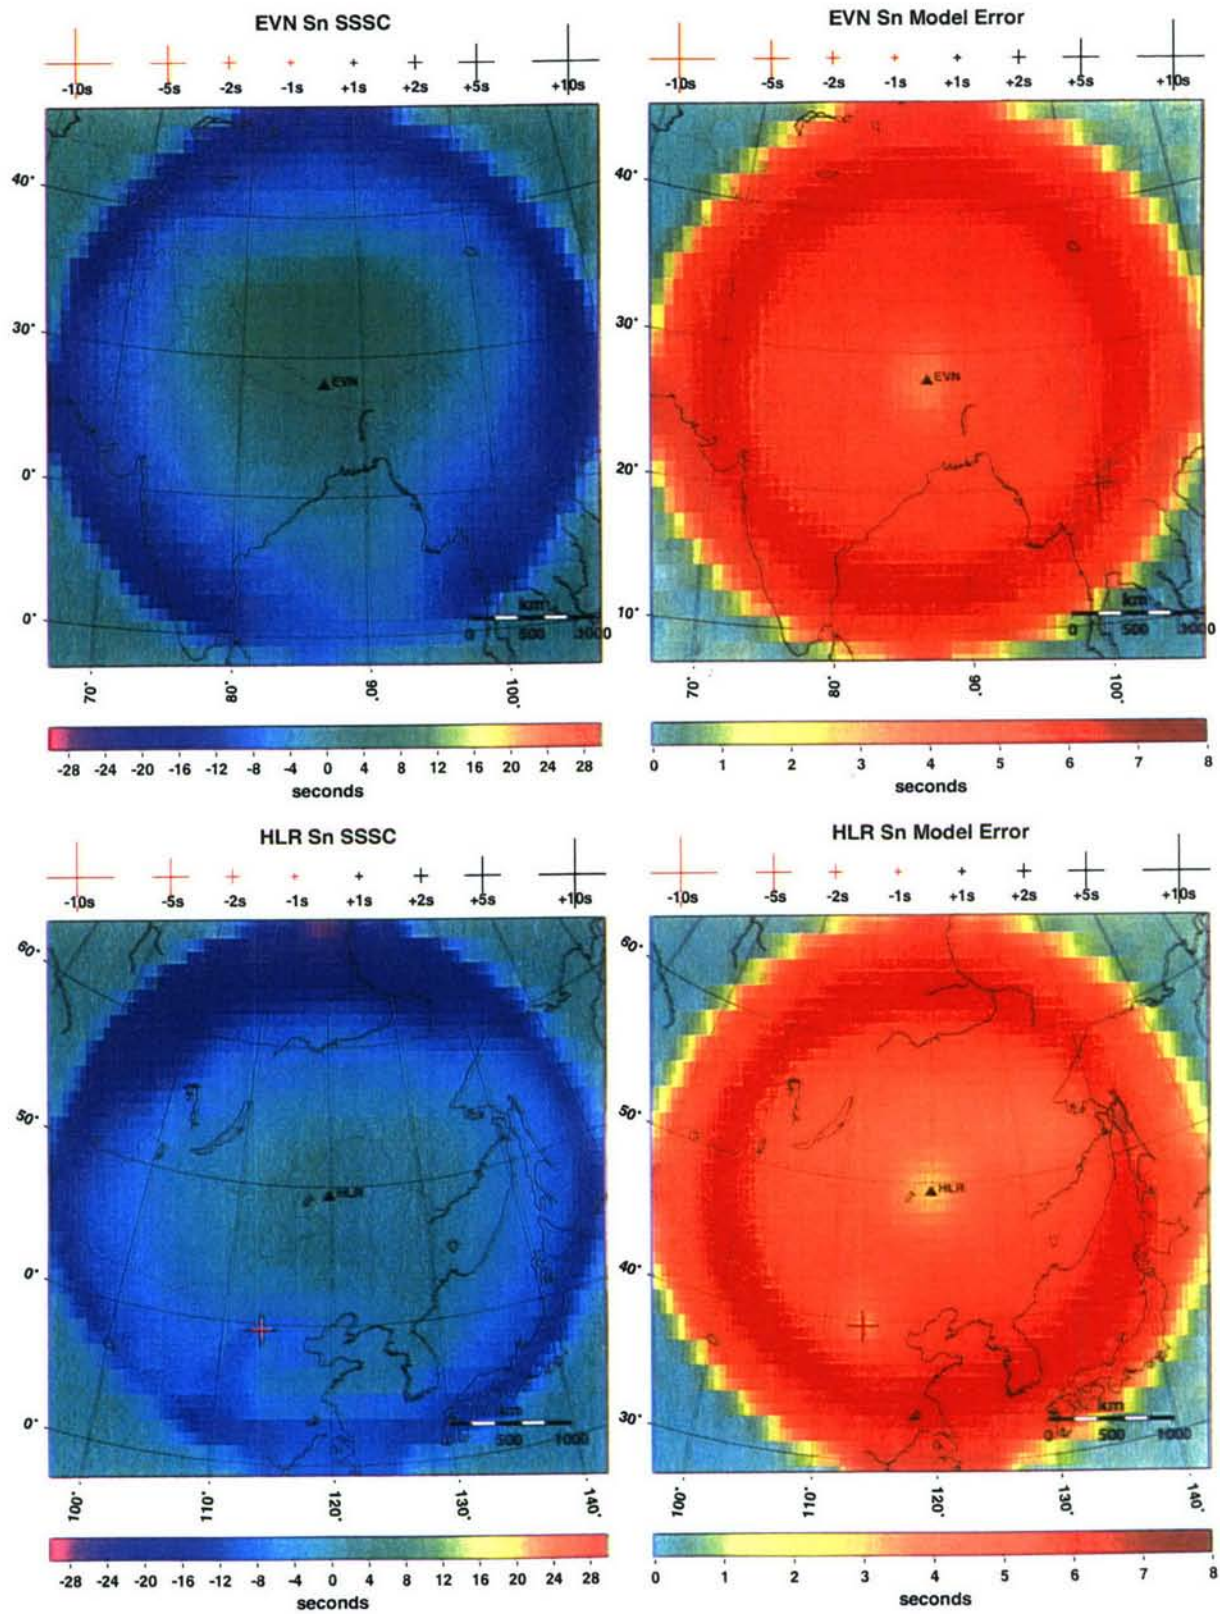 EVN Sn SSSC
-10s -5s -2s -1s +1s +2s +5s +10s
40°
30°
0°
0°
EVN
km
0 500
70° 80° 90° 100°
-28 -24 -20 -16 -12 -8 -4 0 4 8 12 16 20 24 28
seconds
EVN Sn Model Error
-10s -5s -2s -1s +1s +2s +5s +10s
40°
30°
20°
10°
EVN
km
0 500
70° 80° 90° 100°
0 1 2 3 4 5 6 7 8
seconds
HLR Sn SSSC
-10s -5s -2s -1s +1s +2s +5s +10s
60°
50°
0°
0°
HLR
km
0 500 1000
100° 110° 120° 130° 140°
-28 -24 -20 -16 -12 -8 -4 0 4 8 12 16 20 24 28
seconds
HLR Sn Model Error
-10s -5s -2s -1s +1s +2s +5s +10s
60°
50°
40°
30°
HLR
km
0 500 1000
100° 110° 120° 130° 140°
0 1 2 3 4 5 6 7 8
seconds